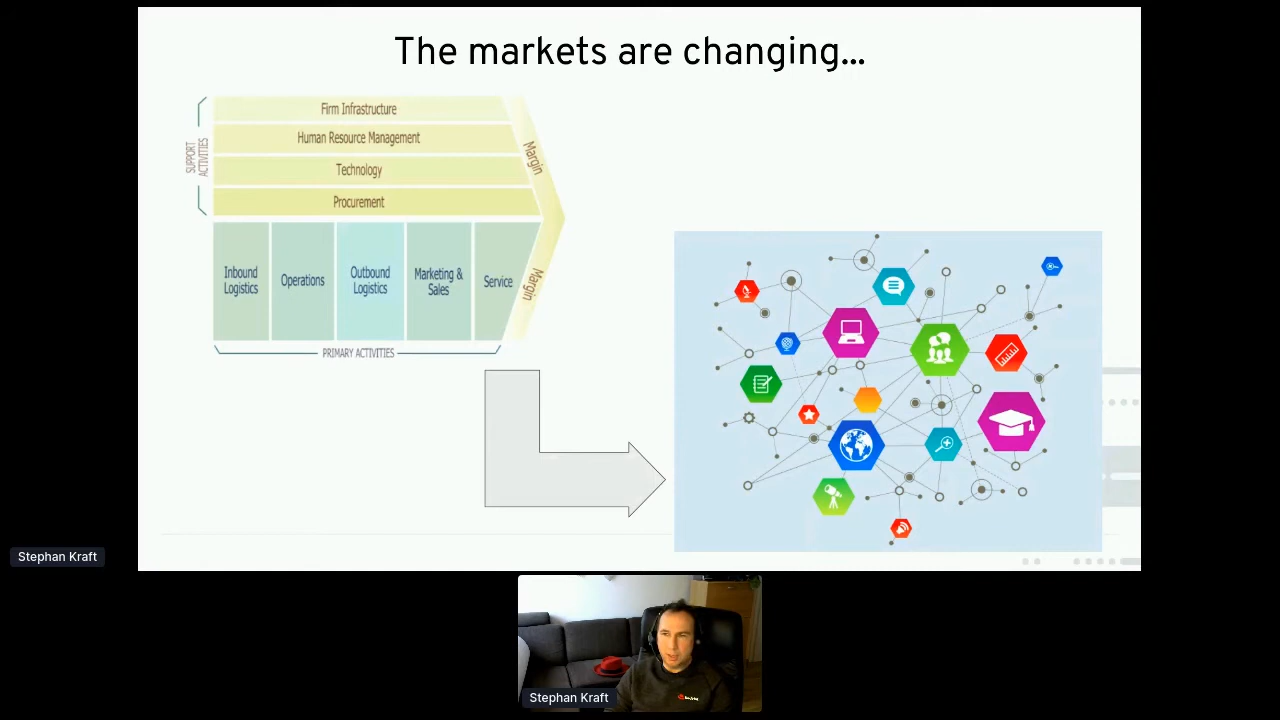 The markets are changing...
SUPPORT
ACTIVITIES
Firm Infrastructure
Human Resource Management
Technology
Procurement
Margin
Inbound
Logistics
Operations
Outbound
Logistics
Marketing &
Sales
Service
Margin
PRIMARY ACTIVITIES
Stephan Kraft
Stephan Kraft